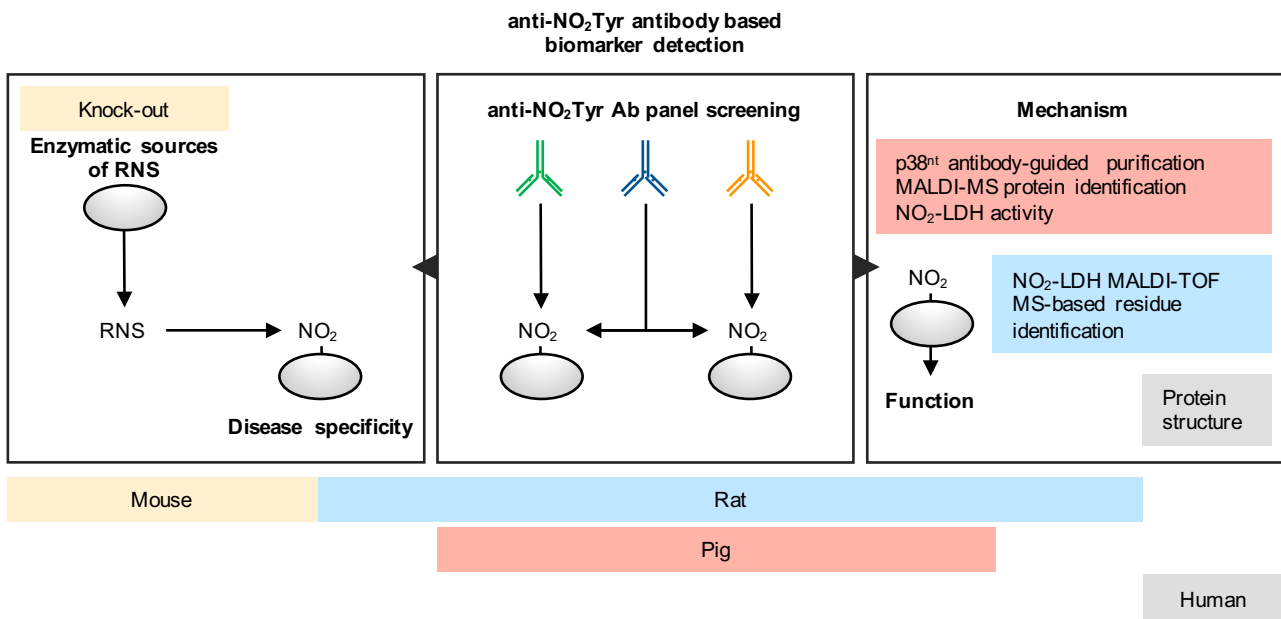 anti-NO₂Tyr antibody based
biomarker detection
Knock-out
Enzymatic sources
of RNS
RNS
NO₂
Disease specificity
anti-NO₂Tyr Ab panel screening
NO₂
NO₂
Mechanism
p38ⁿᵗ antibody-guided purification
MALDI-MS protein identification
NO₂-LDH activity
NO₂
NO₂-LDH MALDI-TOF
MS-based residue
identification
Function
Protein
structure
Mouse
Rat
Pig
Human